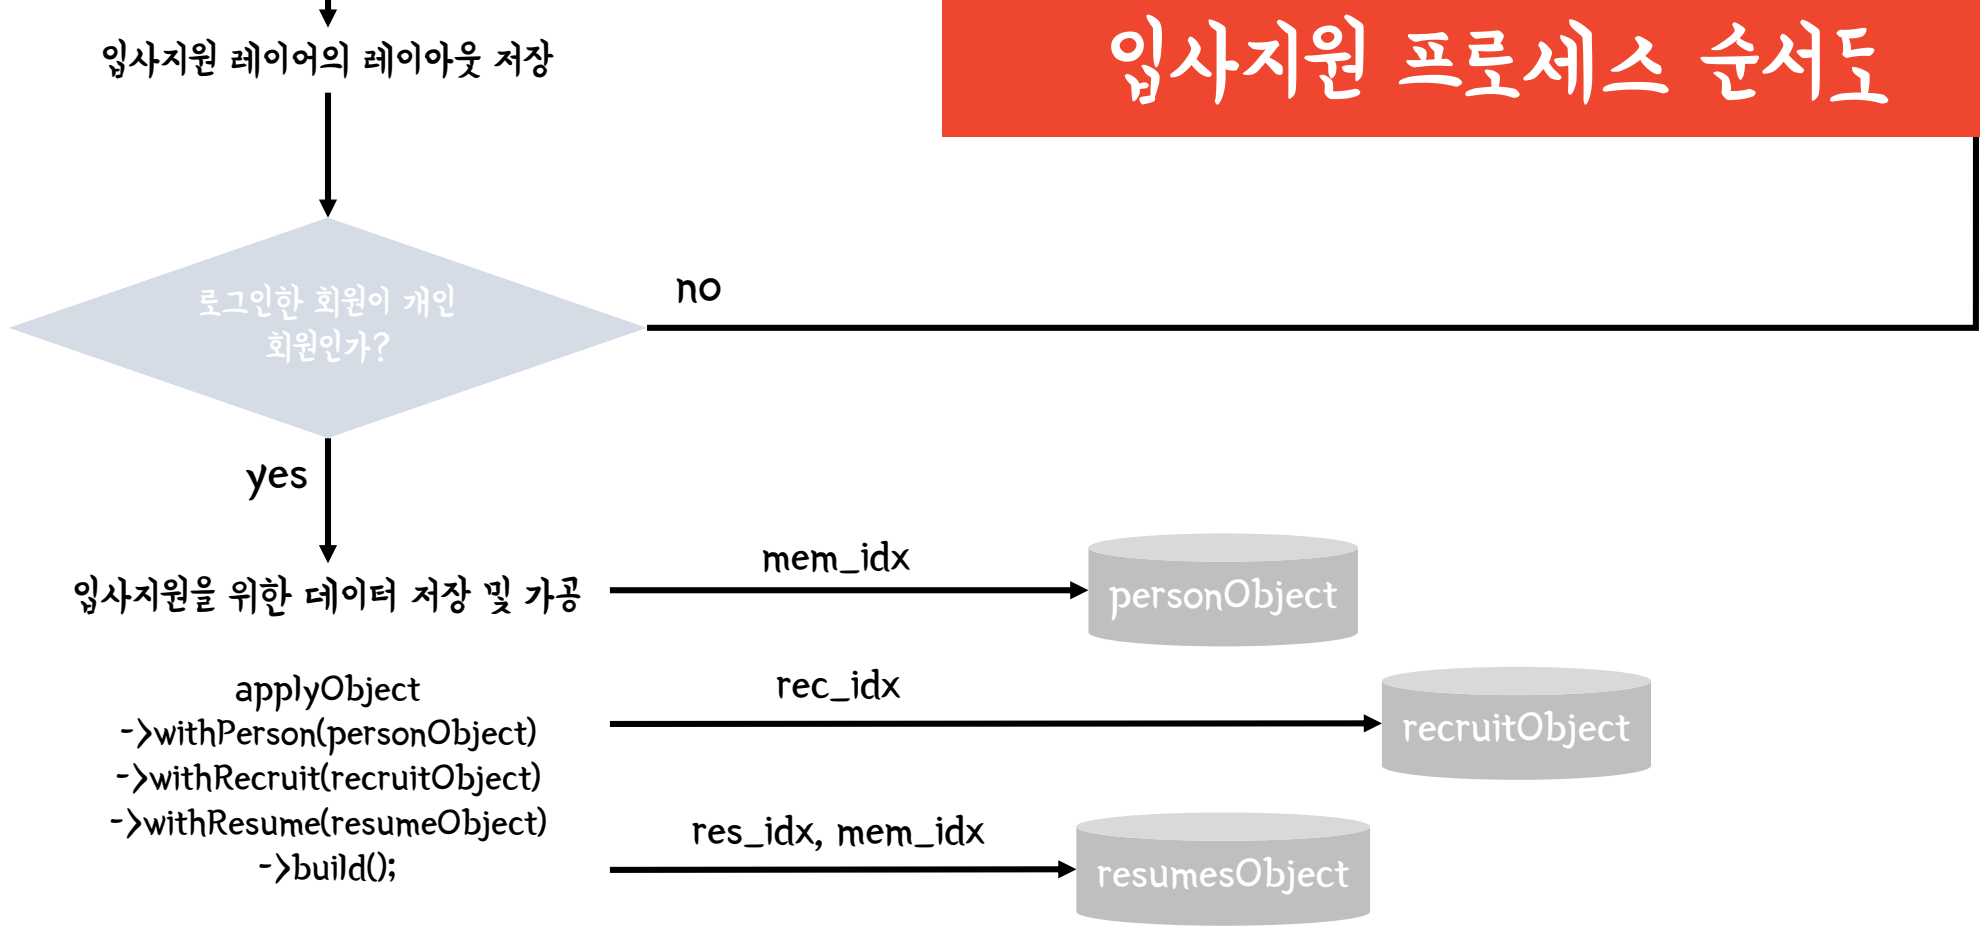 입사지원 프로세스 순서도
입사지원 레이어의 레이아웃 저장
로그인한 회원이 개인
회원인가?
no
yes
입사지원을 위한 데이터 저장 및 가공
applyObject
->withPerson(personObject)
->withRecruit(recruitObject)
->withResume(resumeObject)
->build();
mem_idx
personObject
rec_idx
recruitObject
res_idx, mem_idx
resumesObject